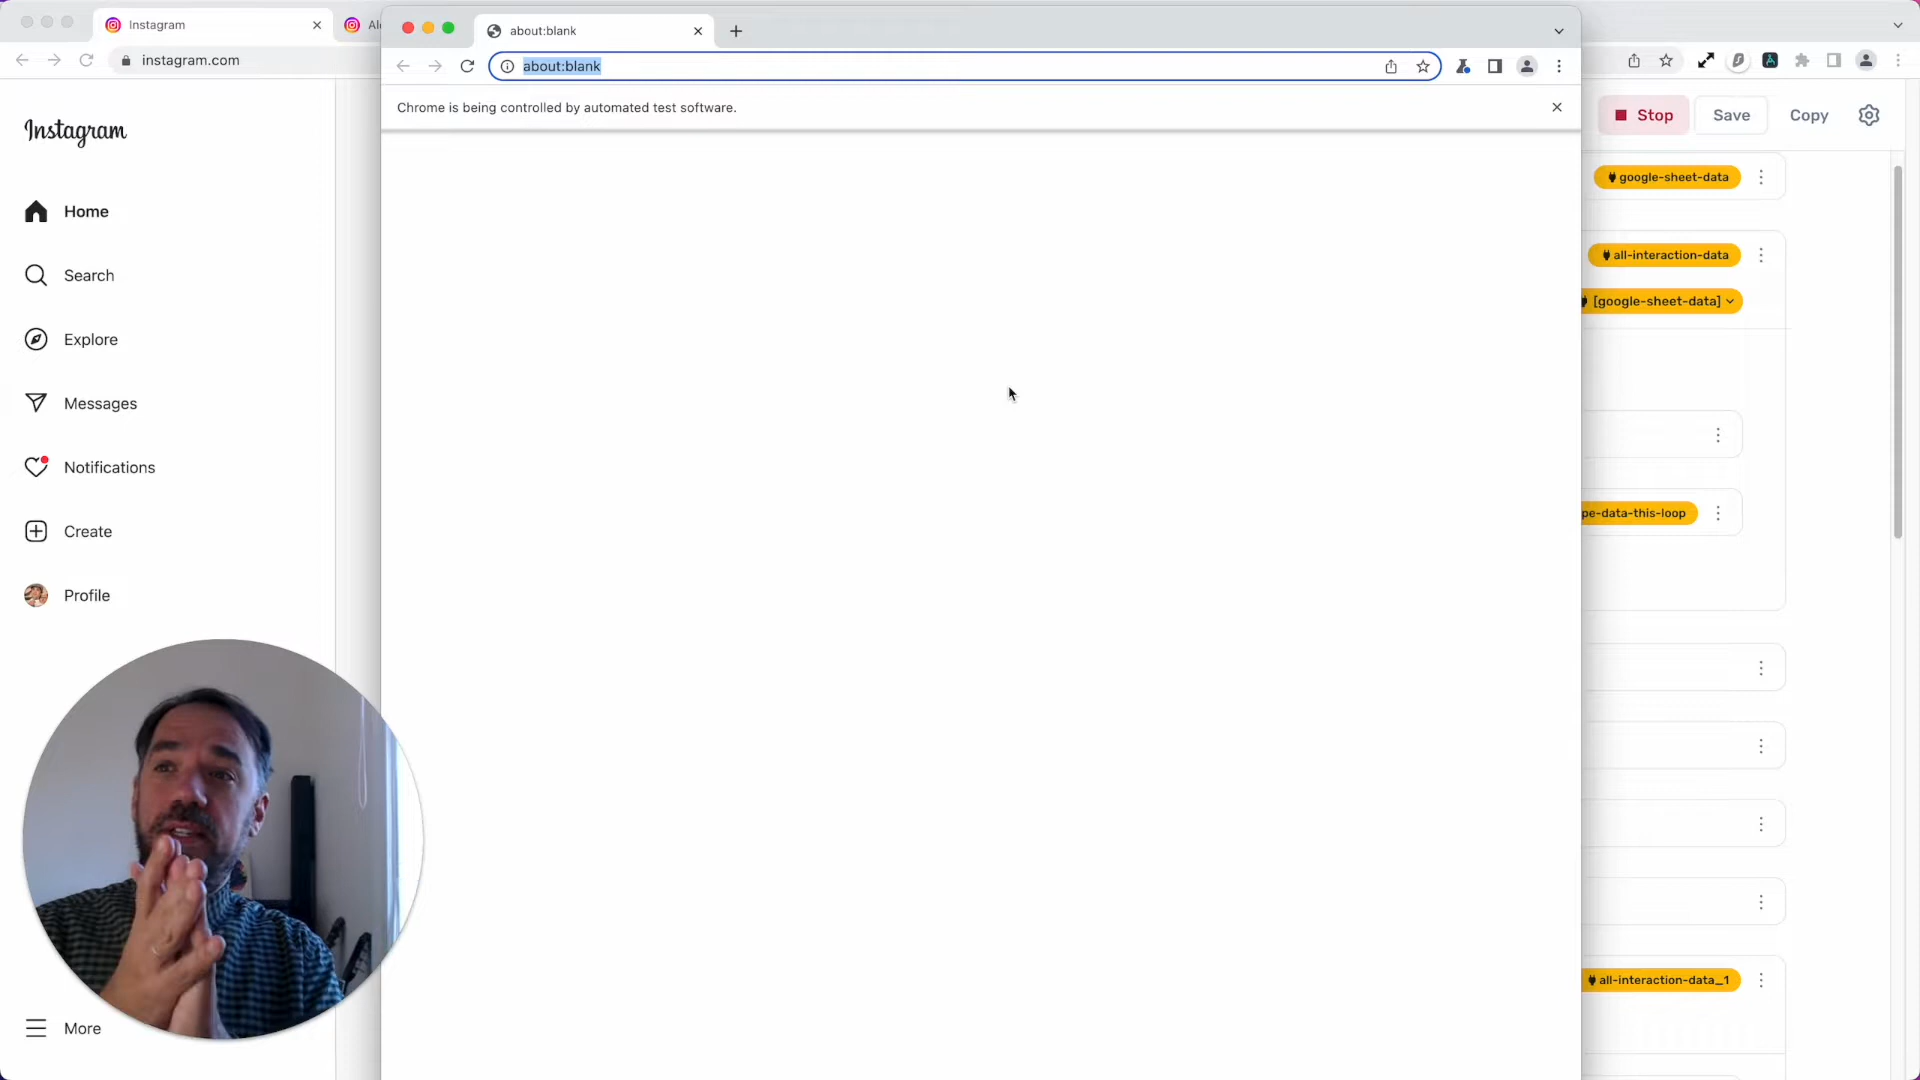 Instagram
Al
about:blank
instagram.com
about:blank
Chrome is being controlled by automated test software.
Stop
Save
Copy
Instagram
google-sheet-data
Home
all-interaction-data
Search
[google-sheet-data]
Explore
Messages
Notifications
pe-data-this-loop
Create
Profile
all-interaction-data_1
More